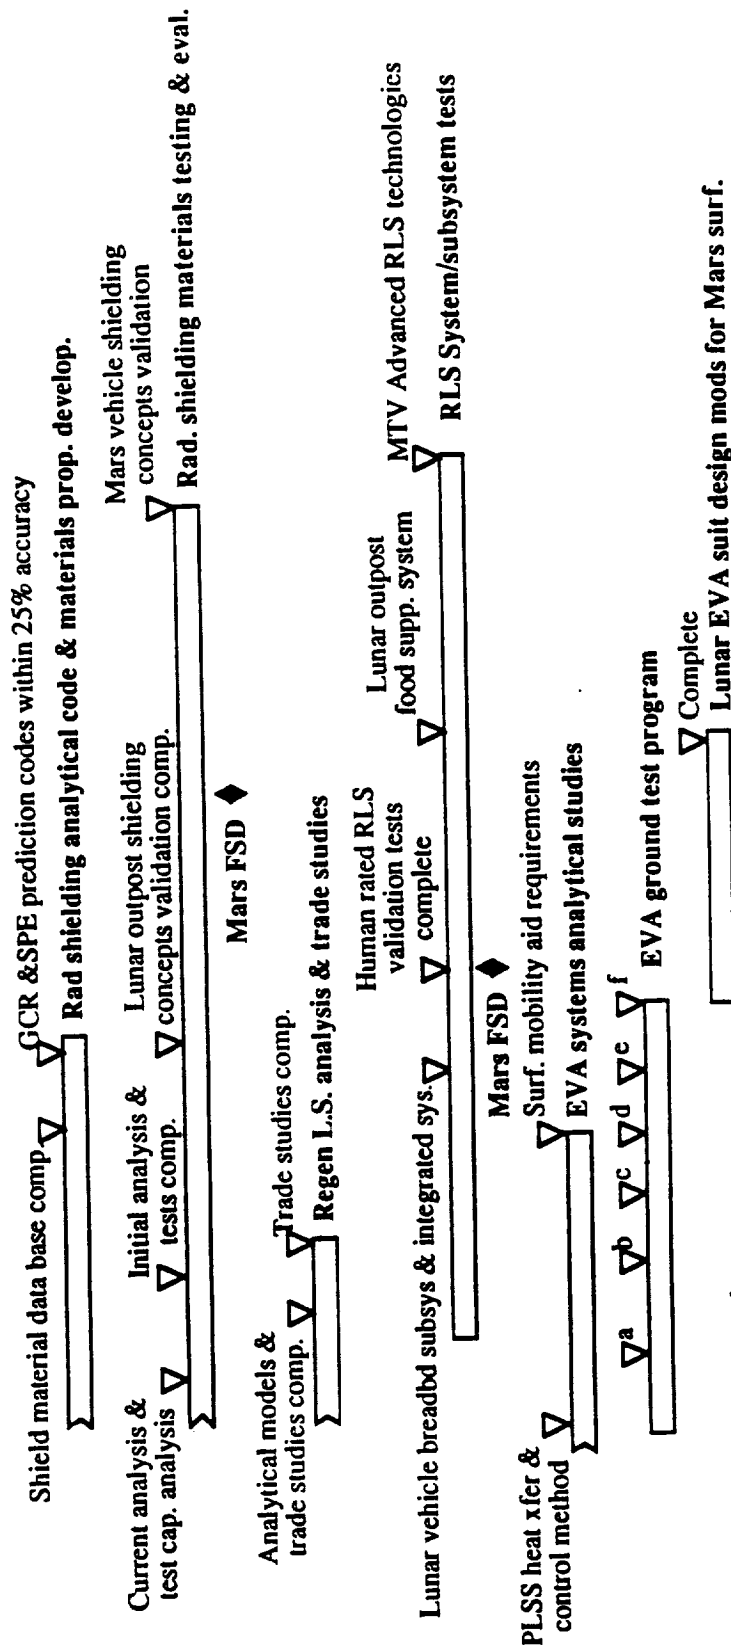 Shield material data base comp.
GCR &SPE prediction codes within 25% accuracy
Rad shielding analytical code & materials prop. develop.
Current analysis &
test cap. analysis
Initial analysis &
tests comp.
Lunar outpost shielding
concepts validation comp.
Mars vehicle shielding
concepts validation
Rad. shielding materials testing & eval.
Mars FSD
Analytical models &
trade studies comp.
Trade studies comp.
Regen L.S. analysis & trade studies
Lunar vehicle breadbd subsys & integrated sys.
Human rated RLS
validation tests
complete
Lunar outpost
food supp. system
MTV Advanced RLS technologics
RLS System/subsystem tests
Mars FSD
PLSS heat xfer &
control method
Surf. mobility aid requirements
EVA systems analytical studies
a
b
c
d
e
f
EVA ground test program
Complete
Lunar EVA suit design mods for Mars surf.